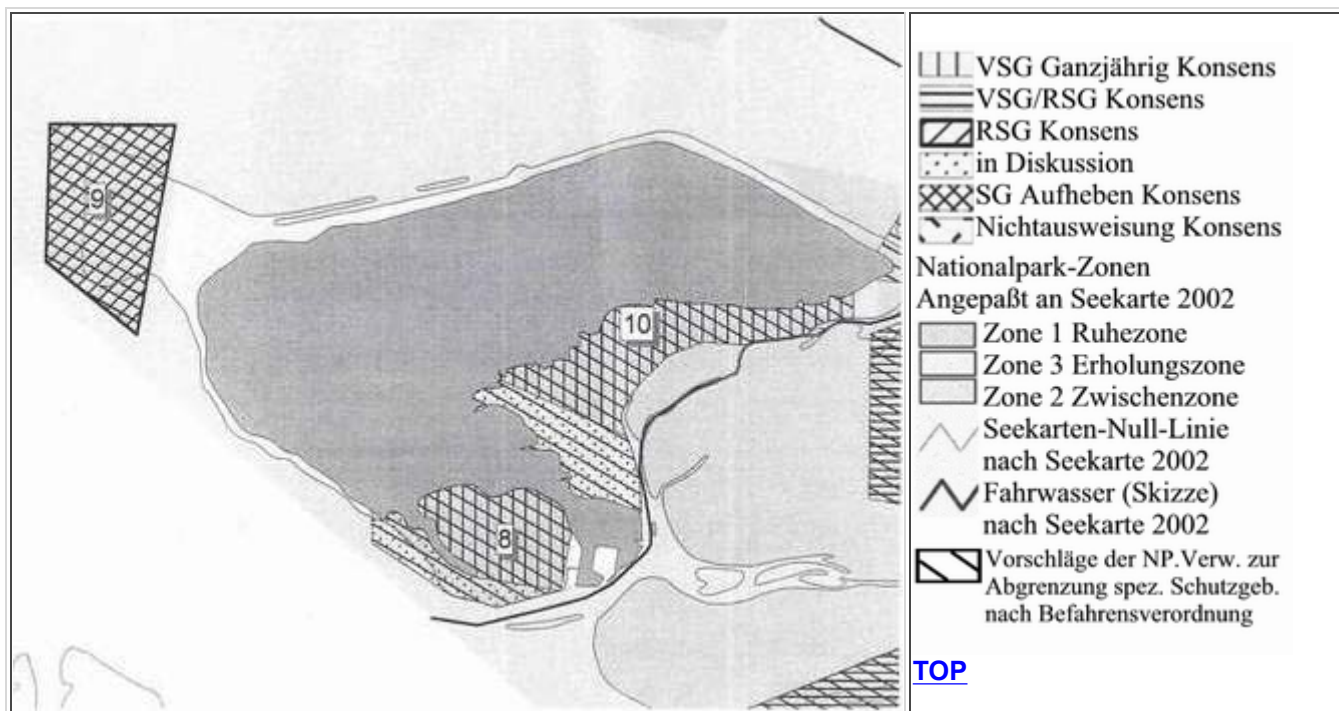 9
10
8
VSG Ganzjährig Konsens
VSG/RSG Konsens
RSG Konsens
in Diskussion
SG Aufheben Konsens
Nichtausweisung Konsens
Nationalpark-Zonen
Angepaßt an Seekarte 2002
Zone 1 Ruhezone
Zone 3 Erholungszone
Zone 2 Zwischenzone
Seekarten-Null-Linie
nach Seekarte 2002
Fahrwasser (Skizze)
nach Seekarte 2002
Vorschläge der NP.Verw. zur
Abgrenzung spez. Schutzgeb.
nach Befahrensverordnung
TOP